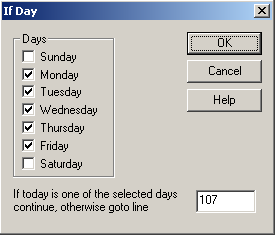 If Day
Days
Sunday
Monday
Tuesday
Wednesday
Thursday
Friday
Saturday
OK
Cancel
Help
If today is one of the selected days
continue, otherwise goto line
107